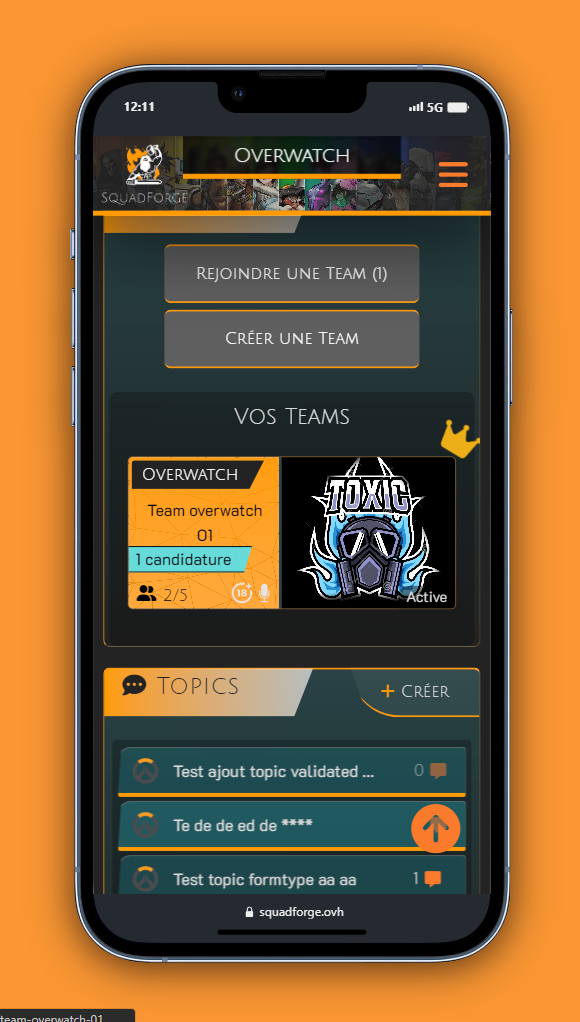 12:11
5G
SquadForge
Overwatch
Rejoindre une Team (1)
Créer une Team
Vos Teams
Overwatch
Team overwatch
01
1 candidature
2/5
18+
TOXIC
Active
Topics
+ Créer
Test ajout topic validated ...
0
Te de de ed de ****
Test topic formtype aa aa
1
squadforge.ovh
team-overwatch-01